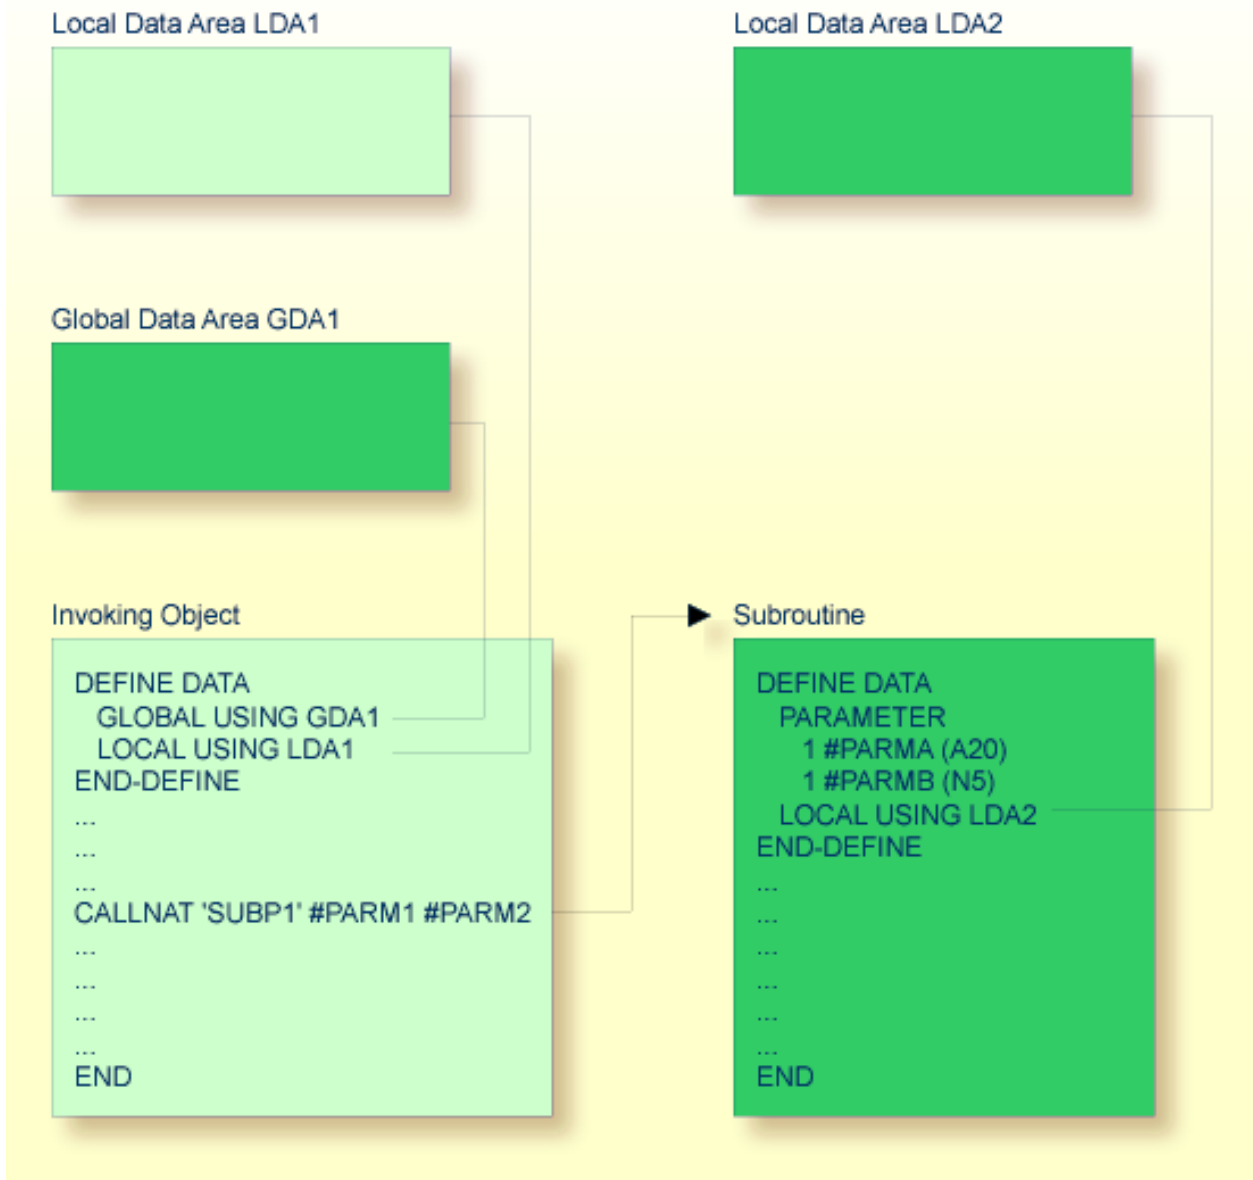 Local Data Area LDA1
Local Data Area LDA2
Global Data Area GDA1
Invoking Object
DEFINE DATA
GLOBAL USING GDA1
LOCAL USING LDA1
END-DEFINE
...
...
...
CALLNAT 'SUBP1' #PARM1 #PARM2
...
...
...
...
END
Subroutine
DEFINE DATA
PARAMETER
1 #PARMA (A20)
1 #PARMB (N5)
LOCAL USING LDA2
END-DEFINE
...
...
...
...
...
...
END